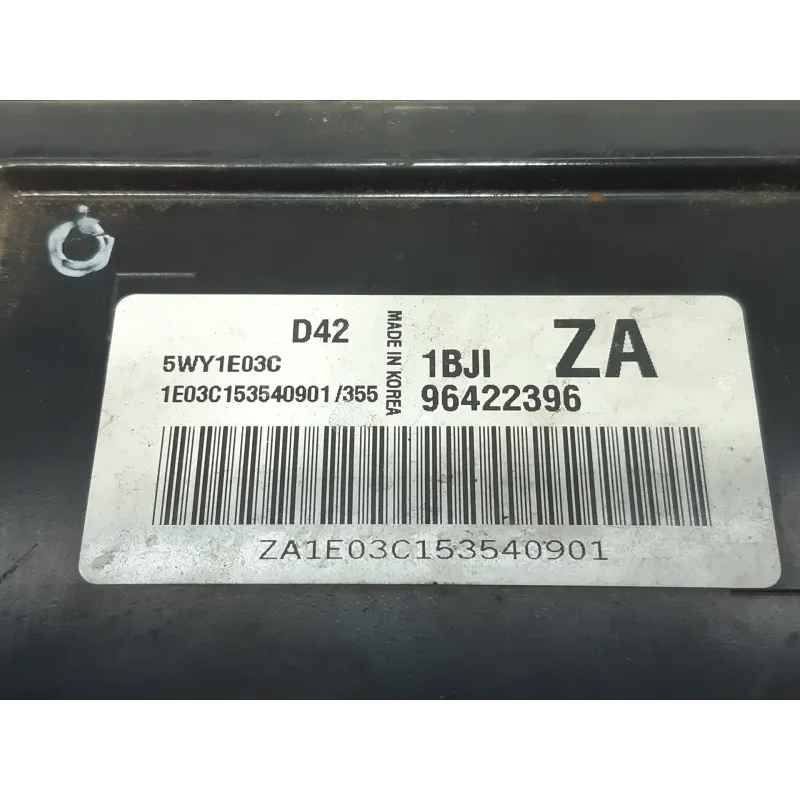 D42
5WY1E03C
1E03C153540901/355
MADE IN KOREA
1BJI
ZA
96422396
ZA1E03C153540901